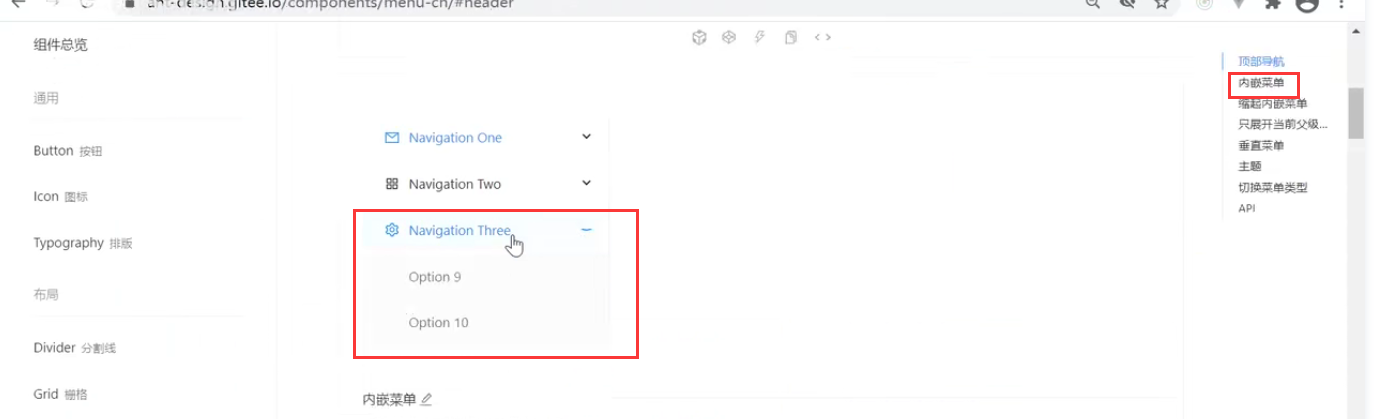 ant-design.gitee.io/components/menu-cn/#header
组件总览
通用
Button 按钮
Icon 图标
Typography 排版
布局
Divider 分割线
Grid 栅格
Navigation One
Navigation Two
Navigation Three
Option 9
Option 10
内嵌菜单
顶部导航
内嵌菜单
缩起内嵌菜单
只展开当前父级...
垂直菜单
主题
切换菜单类型
API